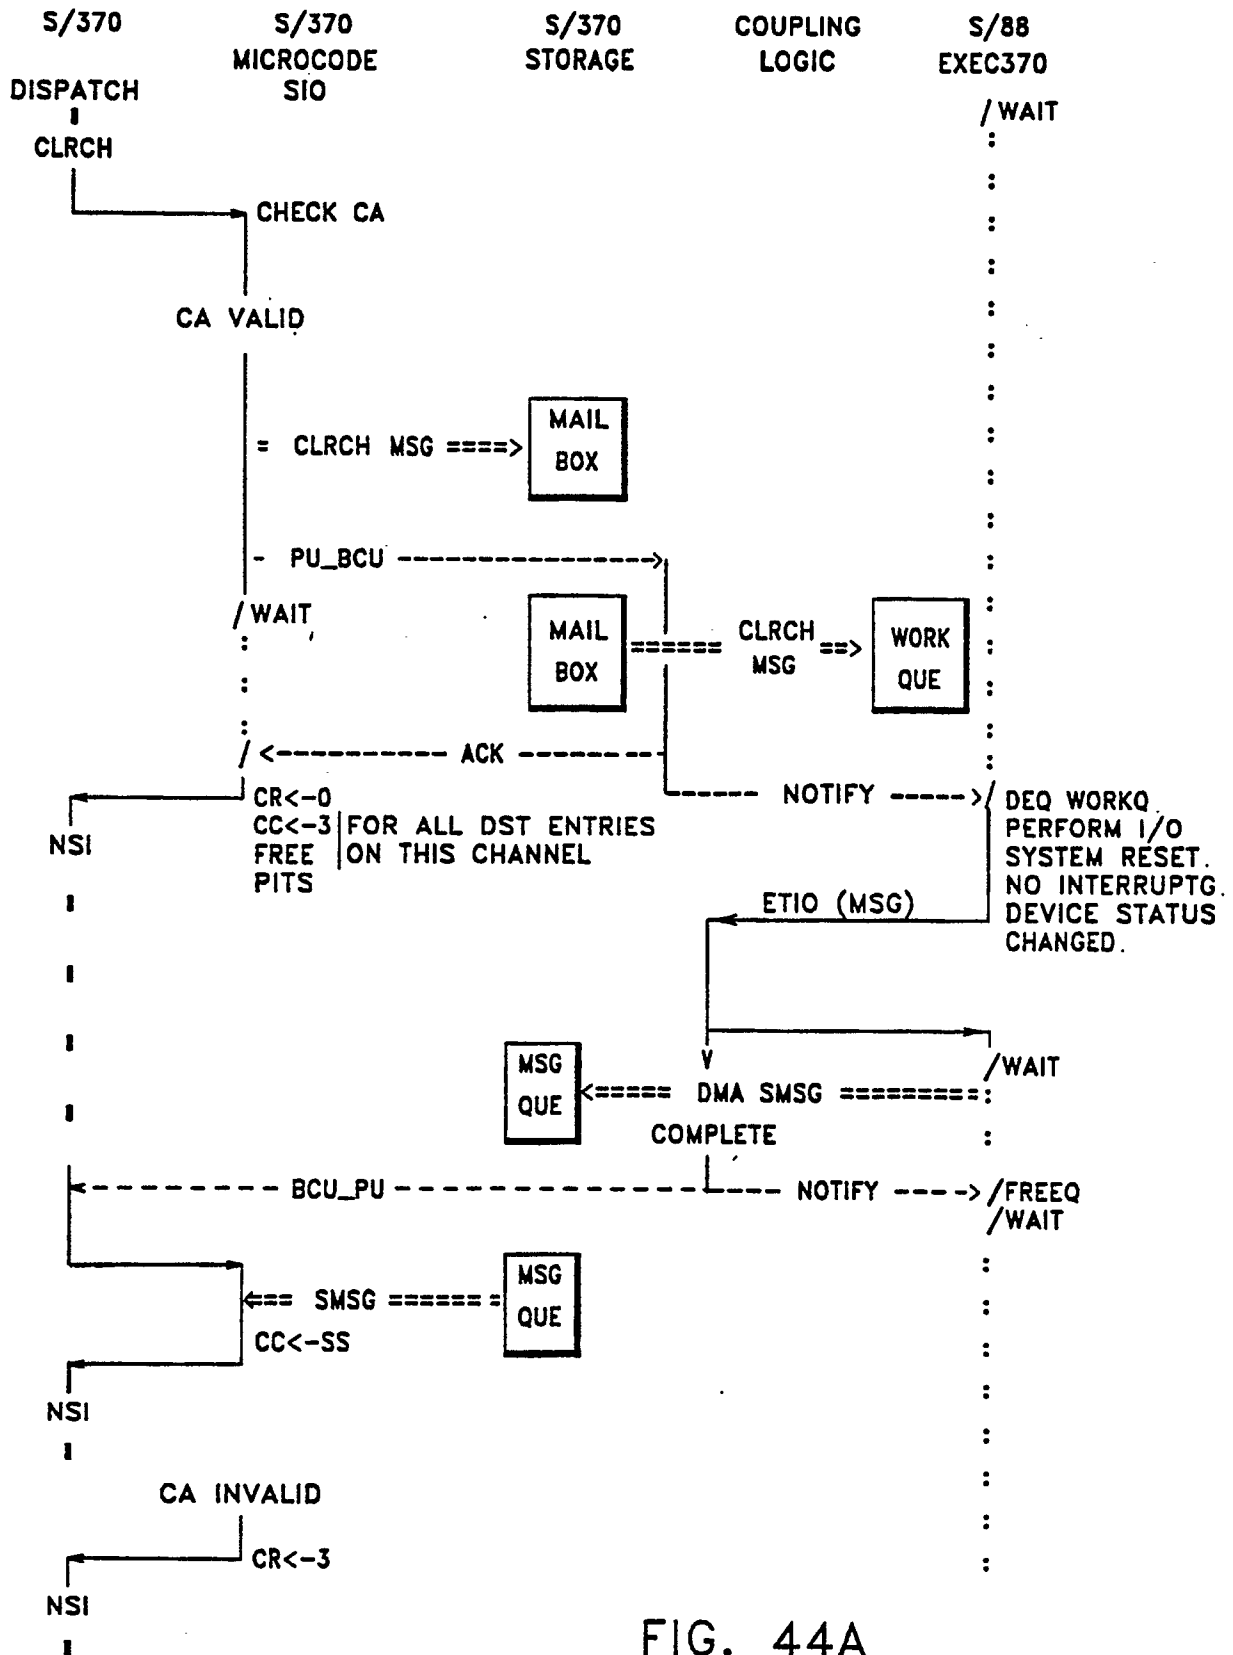 S/370 S/370 S/370 COUPLING S/88
MICROCODE STORAGE LOGIC EXEC370
DISPATCH SIO
/WAIT
CLRCH
CHECK CA
CA VALID
MAIL
= CLRCH MSG ====>
BOX
- PU_BCU ---------------->
/WAIT
MAIL
BOX
====== CLRCH MSG ==>
WORK
QUE
/ <--------- ACK --------
CR<-0
CC<-3 FOR ALL DST ENTRIES
FREE ON THIS CHANNEL
PITS
NSI
------ NOTIFY ----->/
DEQ WORKQ
PERFORM I/O
SYSTEM RESET.
NO INTERRUPTG.
DEVICE STATUS
CHANGED.
ETIO (MSG)
/WAIT
MSG
QUE
<===== DMA SMSG =========
COMPLETE
<--------- BCU_PU -------------- NOTIFY ---->/FREEQ
/WAIT
MSG
QUE
<=== SMSG =======
CC<-SS
NSI
CA INVALID
CR<-3
NSI
FIG. 44A